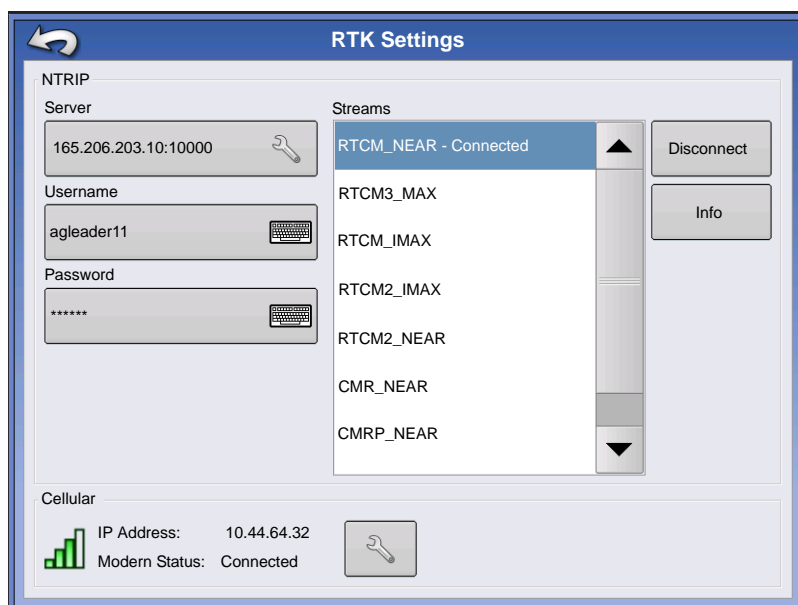 RTK Settings
NTRIP
Server
165.206.203.10:10000
Username
agleader11
Password
******
Streams
RTCM_NEAR - Connected
RTCM3_MAX
RTCM_IMAX
RTCM2_IMAX
RTCM2_NEAR
CMR_NEAR
CMRP_NEAR
Disconnect
Info
Cellular
IP Address: 10.44.64.32
Modern Status: Connected